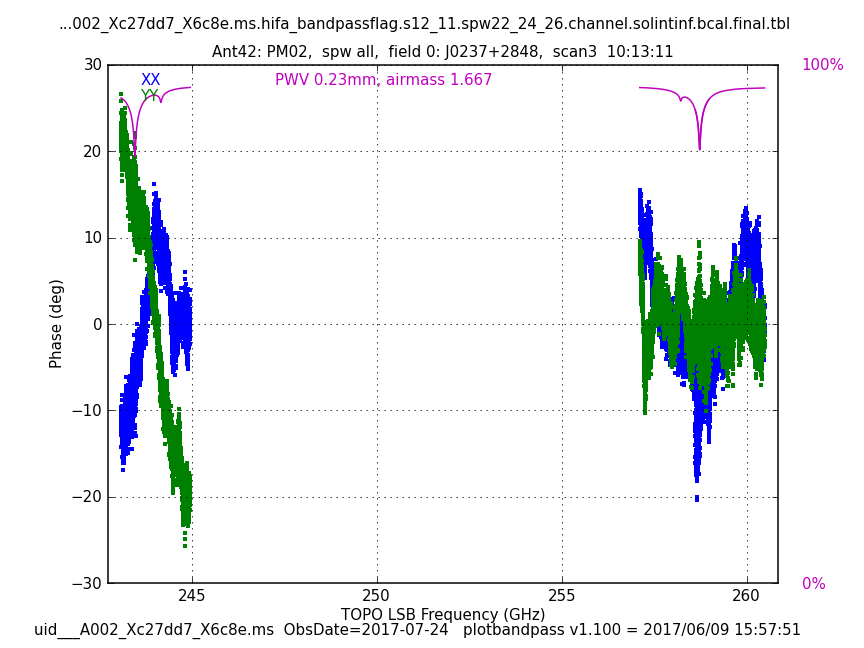 ...002_Xc27dd7_X6c8e.ms.hifa_bandpassflag.s12_11.spw22_24_26.channel.solintinf.bcal.final.tbl
Ant42: PM02,  spw all,  field 0: J0237+2848,  scan3  10:13:11
30
100%
XX
PWV 0.23mm, airmass 1.667
YY
20
10
0
Phase (deg)
−10
−20
−30
0%
245
250
255
260
TOPO LSB Frequency (GHz)
uid___A002_Xc27dd7_X6c8e.ms  ObsDate=2017-07-24   plotbandpass v1.100 = 2017/06/09 15:57:51